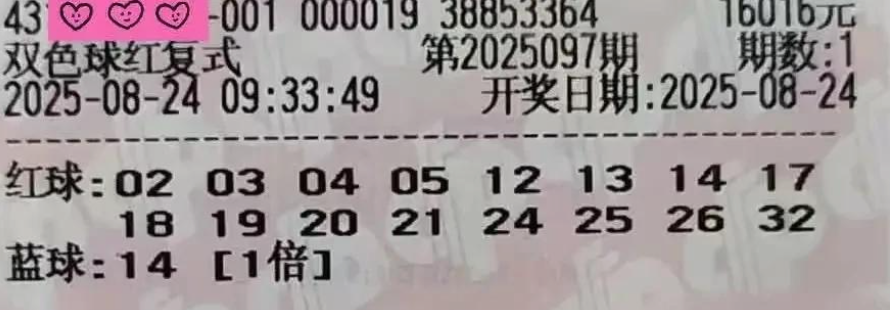 43 -001 000019 38853364 16016元
双色球红复式 第2025097期 期数:1
2025-08-24 09:33:49 开奖日期:2025-08-24
红球:02 03 04 05 12 13 14 17
18 19 20 21 24 25 26 32
蓝球:14 [1倍]